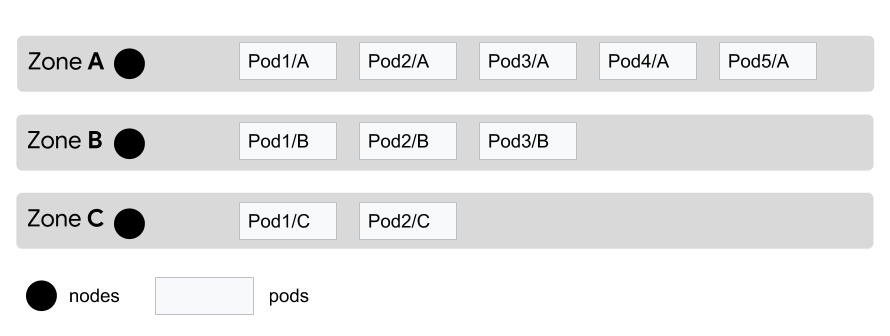 Zone A Pod1/A Pod2/A Pod3/A Pod4/A Pod5/A
Zone B Pod1/B Pod2/B Pod3/B
Zone C Pod1/C Pod2/C
nodes pods